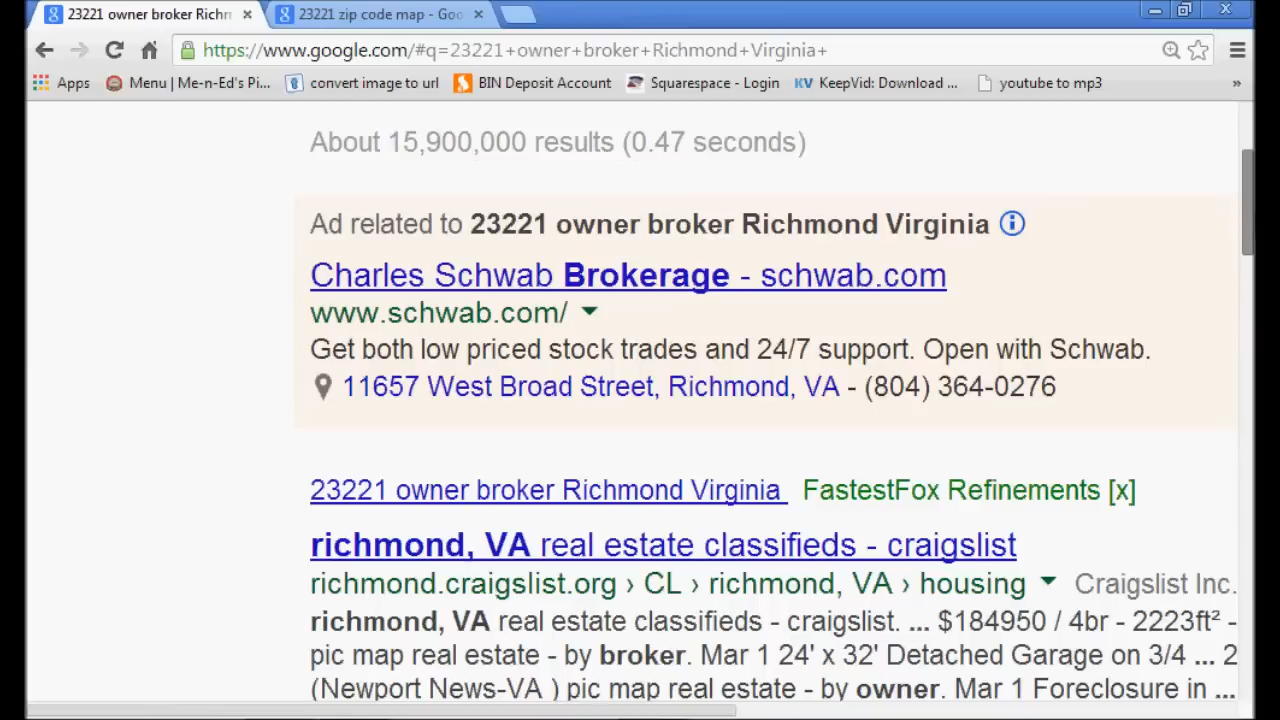 23221 owner broker Richm
23221 zip code map - Goo
https://www.google.com/#q=23221+owner+broker+Richmond+Virginia+
Apps
Menu | Me-n-Ed's Pi...
convert image to url
BIN Deposit Account
Squarespace - Login
KV KeepVid: Download ...
youtube to mp3
»
About 15,900,000 results (0.47 seconds)
Ad related to 23221 owner broker Richmond Virginia
Charles Schwab Brokerage - schwab.com
www.schwab.com/
Get both low priced stock trades and 24/7 support. Open with Schwab.
11657 West Broad Street, Richmond, VA - (804) 364-0276
23221 owner broker Richmond Virginia FastestFox Refinements [x]
richmond, VA real estate classifieds - craigslist
richmond.craigslist.org › CL › richmond, VA › housing Craigslist Inc.
richmond, VA real estate classifieds - craigslist. ... $184950 / 4br - 2223ft² -
pic map real estate - by broker. Mar 1 24' x 32' Detached Garage on 3/4 ... 2
(Newport News-VA ) pic map real estate - by owner. Mar 1 Foreclosure in ...